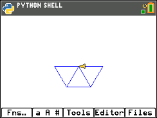 PYTHON SHELL
Fns… a A # Tools Editor Files